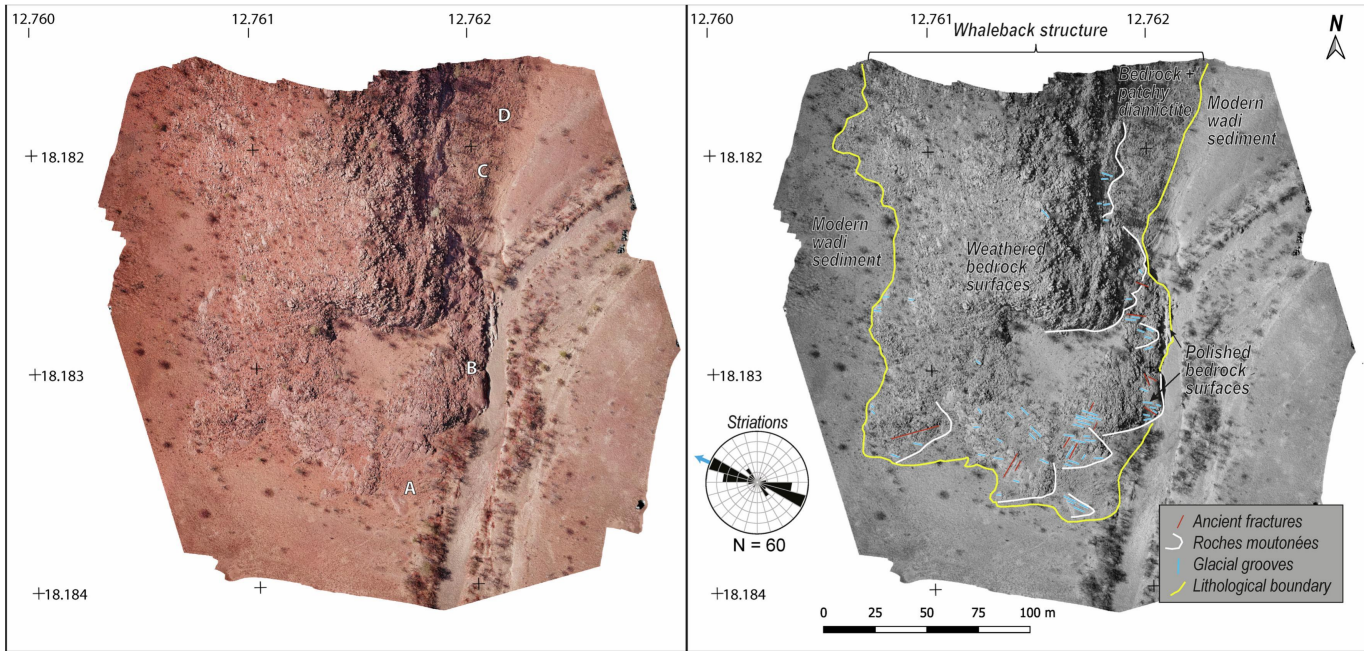 12.760
12.761
12.762
18.182
18.183
18.184
D
C
B
A
12.760
12.761
12.762
Whaleback structure
N
Bedrock +
patchy
diamictite
Modern
wadi
sediment
18.182
Modern
wadi
sediment
Weathered
bedrock
surfaces
18.183
Polished
bedrock
surfaces
Striations
N = 60
Ancient fractures
Roches moutonées
Glacial grooves
Lithological boundary
18.184
0 25 50 75 100 m